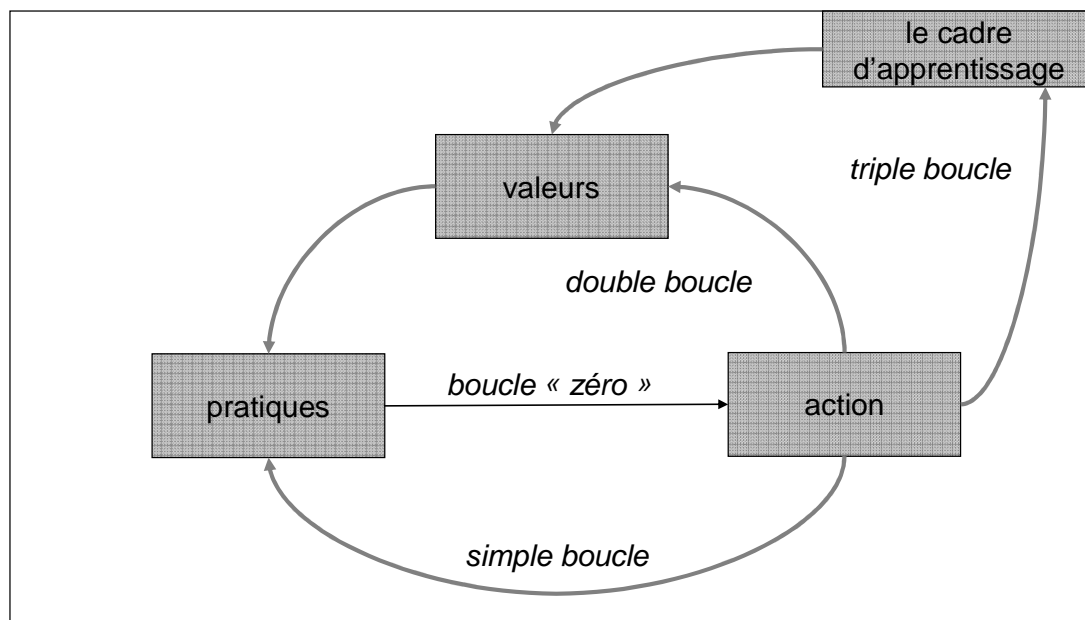 le cadre
d'apprentissage
triple boucle
valeurs
double boucle
boucle « zéro »
pratiques
action
simple boucle